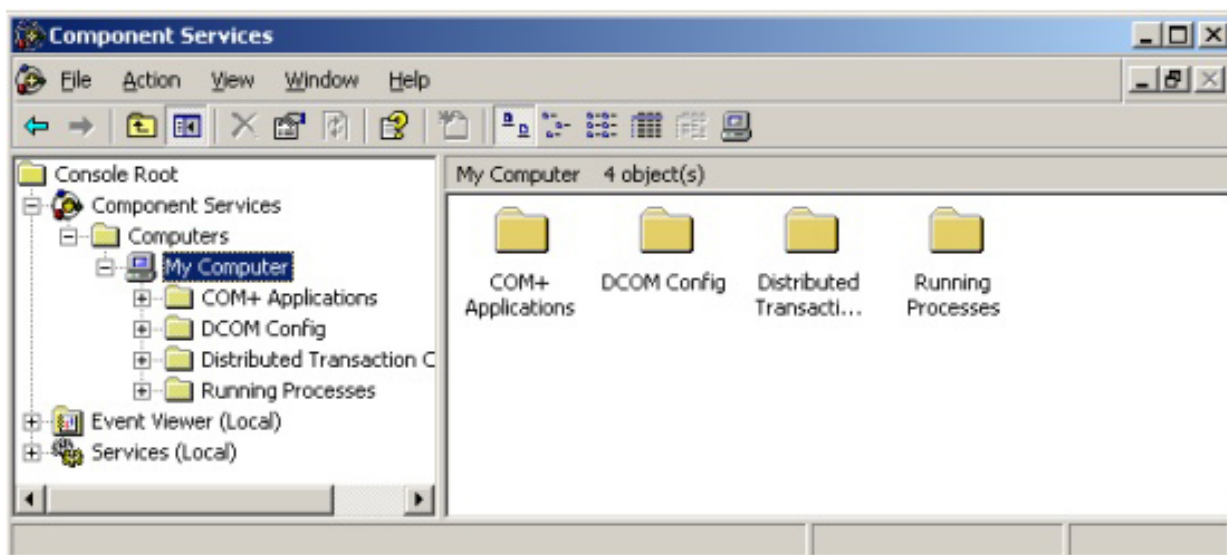 Component Services
File Action View Window Help
Console Root
Component Services
Computers
My Computer
COM+ Applications
DCOM Config
Distributed Transaction C
Running Processes
Event Viewer (Local)
Services (Local)
My Computer 4 object(s)
COM+
Applications
DCOM Config
Distributed
Transacti...
Running
Processes